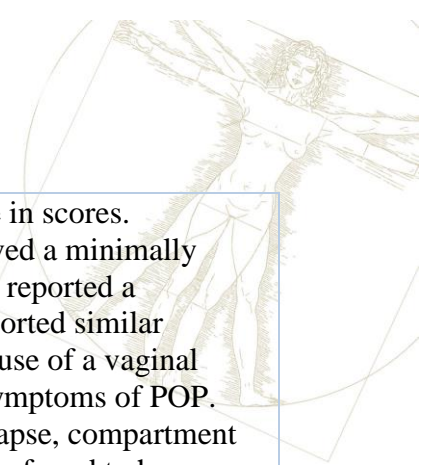 in scores.
ved a minimally
reported a
orted similar
use of a vaginal
ymptoms of POP.
apse, compartment